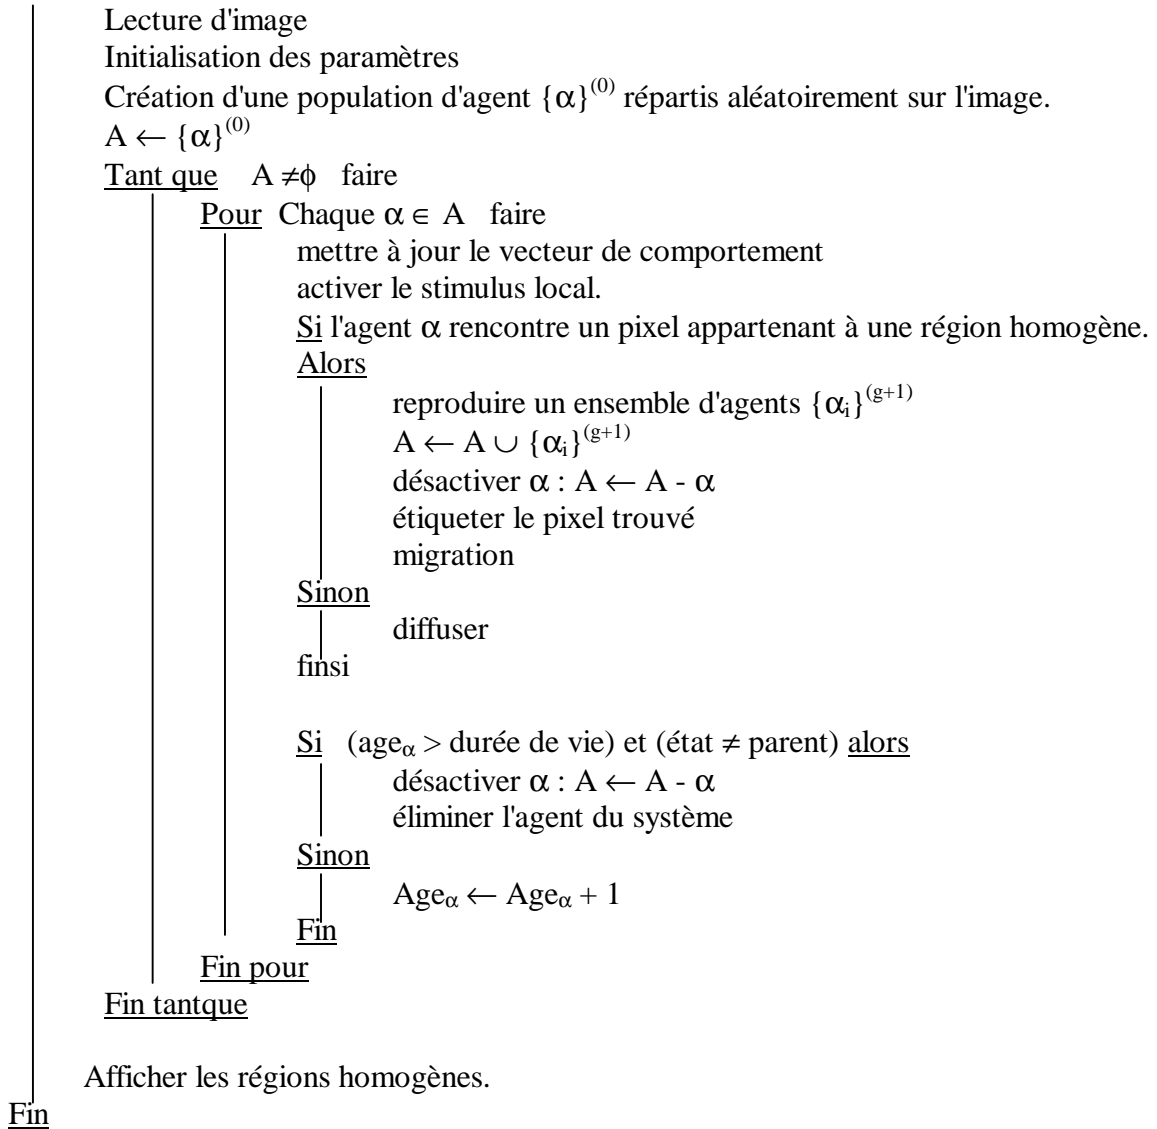 Lecture d'image
Initialisation des paramètres
Création d'une population d'agent {α}⁽⁰⁾ répartis aléatoirement sur l'image.
A ← {α}⁽⁰⁾
Tant que A ≠ϕ faire
Pour Chaque α ∈ A faire
mettre à jour le vecteur de comportement
activer le stimulus local.
Si l'agent α rencontre un pixel appartenant à une région homogène.
Alors
reproduire un ensemble d'agents {αᵢ}⁽ᵍ⁺¹⁾
A ← A ∪ {αᵢ}⁽ᵍ⁺¹⁾
désactiver α : A ← A - α
étiqueter le pixel trouvé
migration
Sinon
diffuser
finsi
Si (age_α > durée de vie) et (état ≠ parent) alors
désactiver α : A ← A - α
éliminer l'agent du système
Sinon
Age_α ← Age_α + 1
Fin
Fin pour
Fin tantque
Afficher les régions homogènes.
Fin